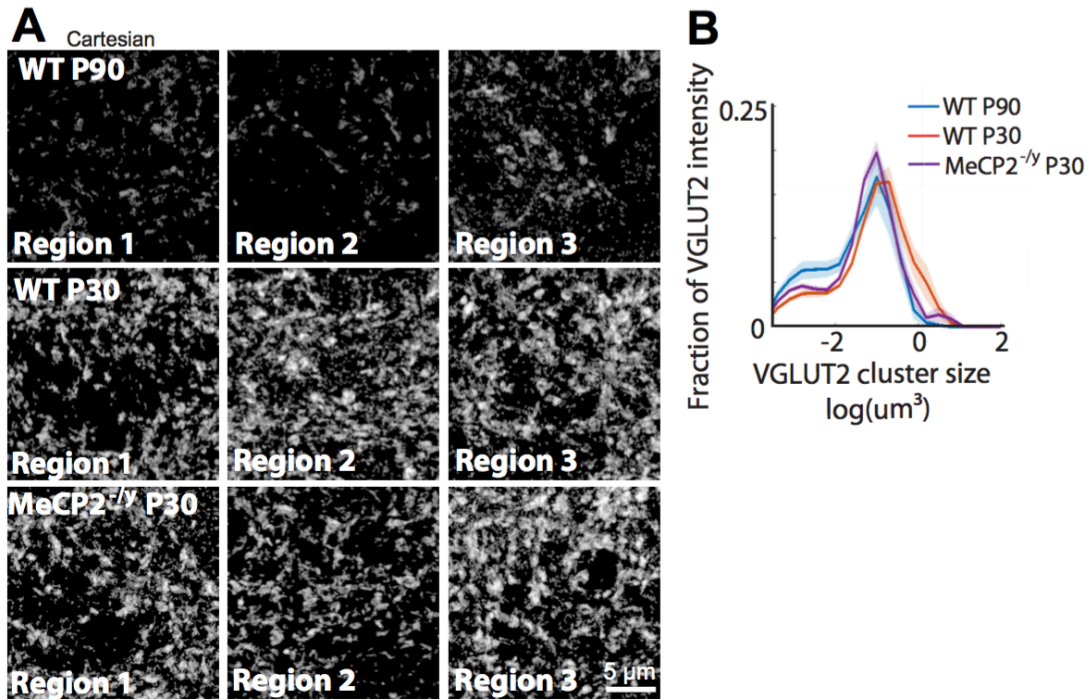 A
Cartesian
WT P90
Region 1
Region 2
Region 3
WT P30
Region 1
Region 2
Region 3
MeCP2⁻/ʸ P30
Region 1
Region 2
Region 3
5 µm
B
Fraction of VGLUT2 intensity
0.25
0
WT P90
WT P30
MeCP2⁻/ʸ P30
-2
0
2
VGLUT2 cluster size
log(um³)